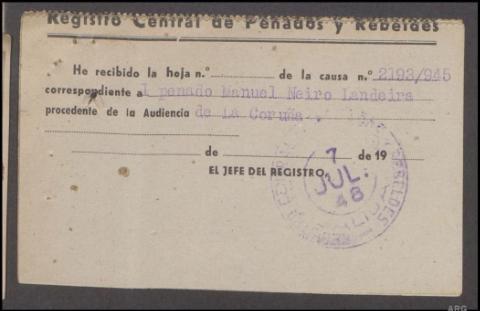 Registro Central de Penados y Rebeldes
He recibido la hoja n.º de la causa n.º 2193/945
correspondiente a l penado Manuel Neiro Landeira
procedente de la Audiencia de La Coruña.
de de 19
EL JEFE DEL REGISTRO,
7
JUL.
48
REBELDES
ARG